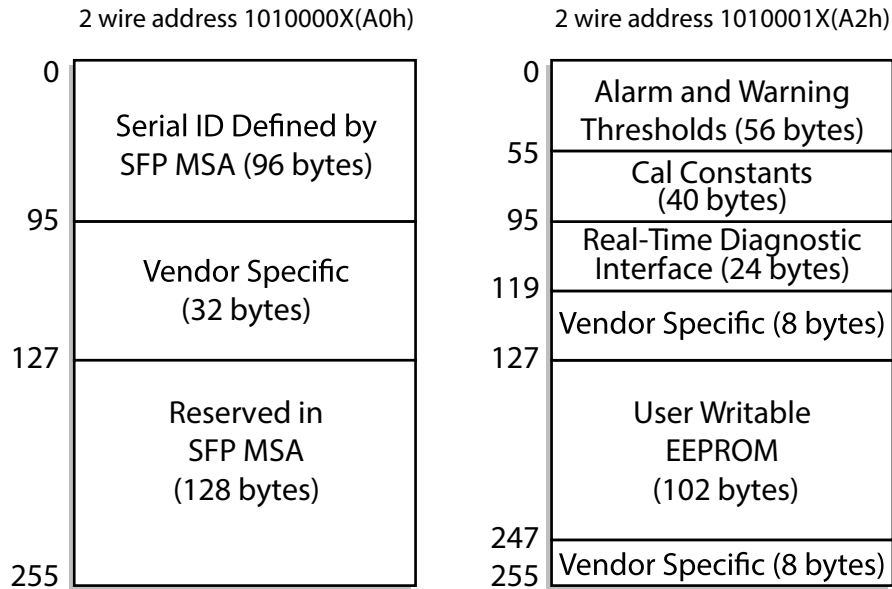 2 wire address 1010000X(A0h)
0
Serial ID Defined by
SFP MSA (96 bytes)
95
Vendor Specific
(32 bytes)
127
Reserved in
SFP MSA
(128 bytes)
255
2 wire address 1010001X(A2h)
0
Alarm and Warning
Thresholds (56 bytes)
55
Cal Constants
(40 bytes)
95
Real-Time Diagnostic
Interface (24 bytes)
119
Vendor Specific (8 bytes)
127
User Writable
EEPROM
(102 bytes)
247
Vendor Specific (8 bytes)
255